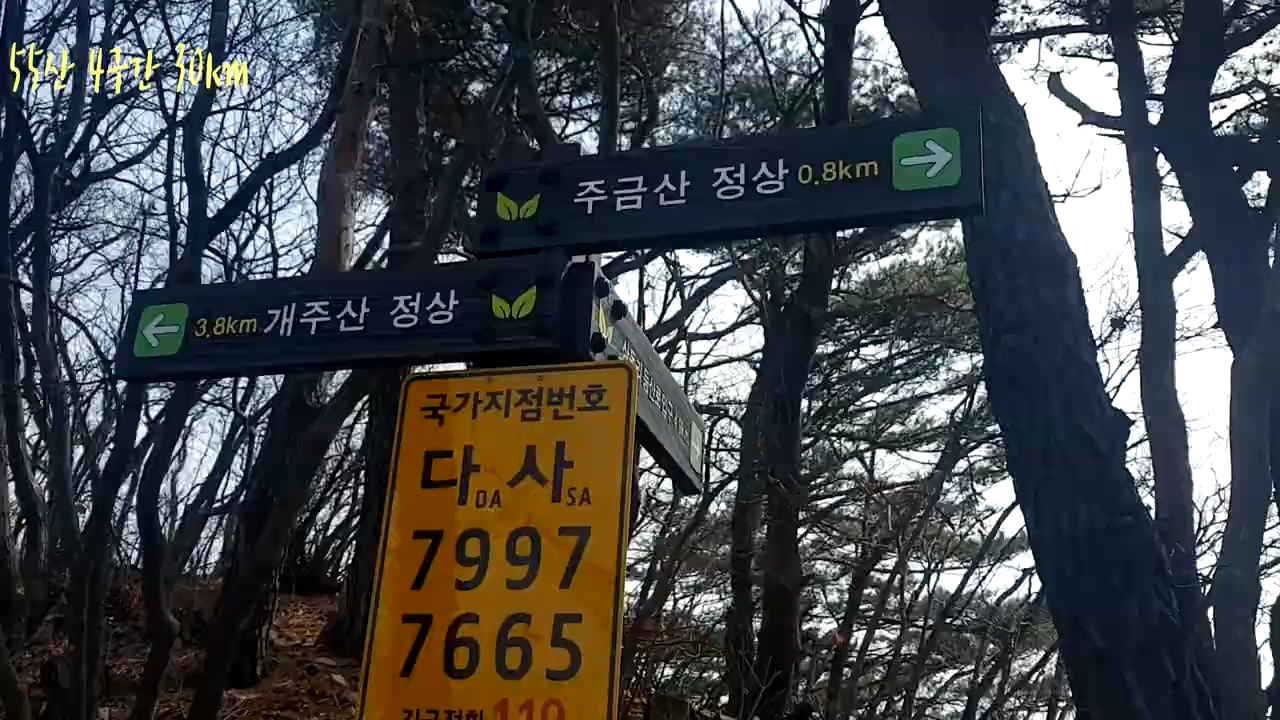 55산 4주간 30km
주금산 정상 0.8km
3.8km 개주산 정상
국가지점번호
다DA 사SA
7997
7665
119